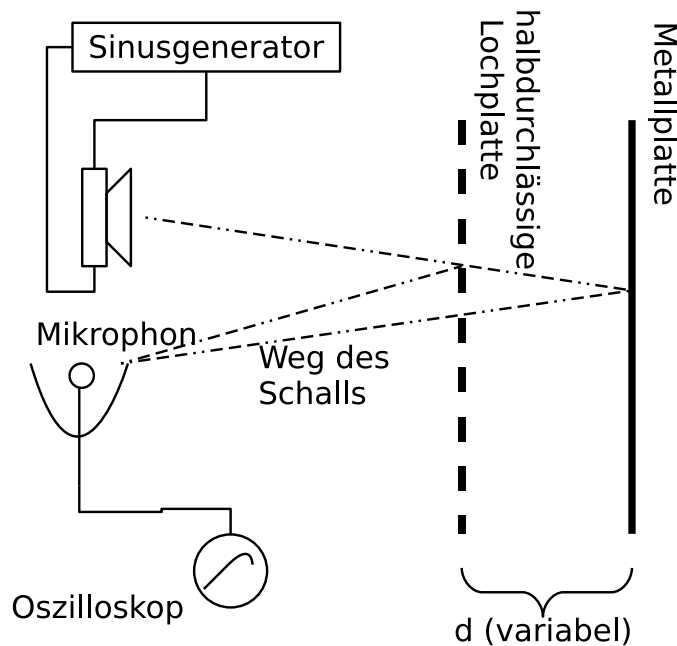 Sinusgenerator
halbdurchlässige
Lochplatte
Metallplatte
Mikrophon
Weg des
Schalls
Oszilloskop
d (variabel)